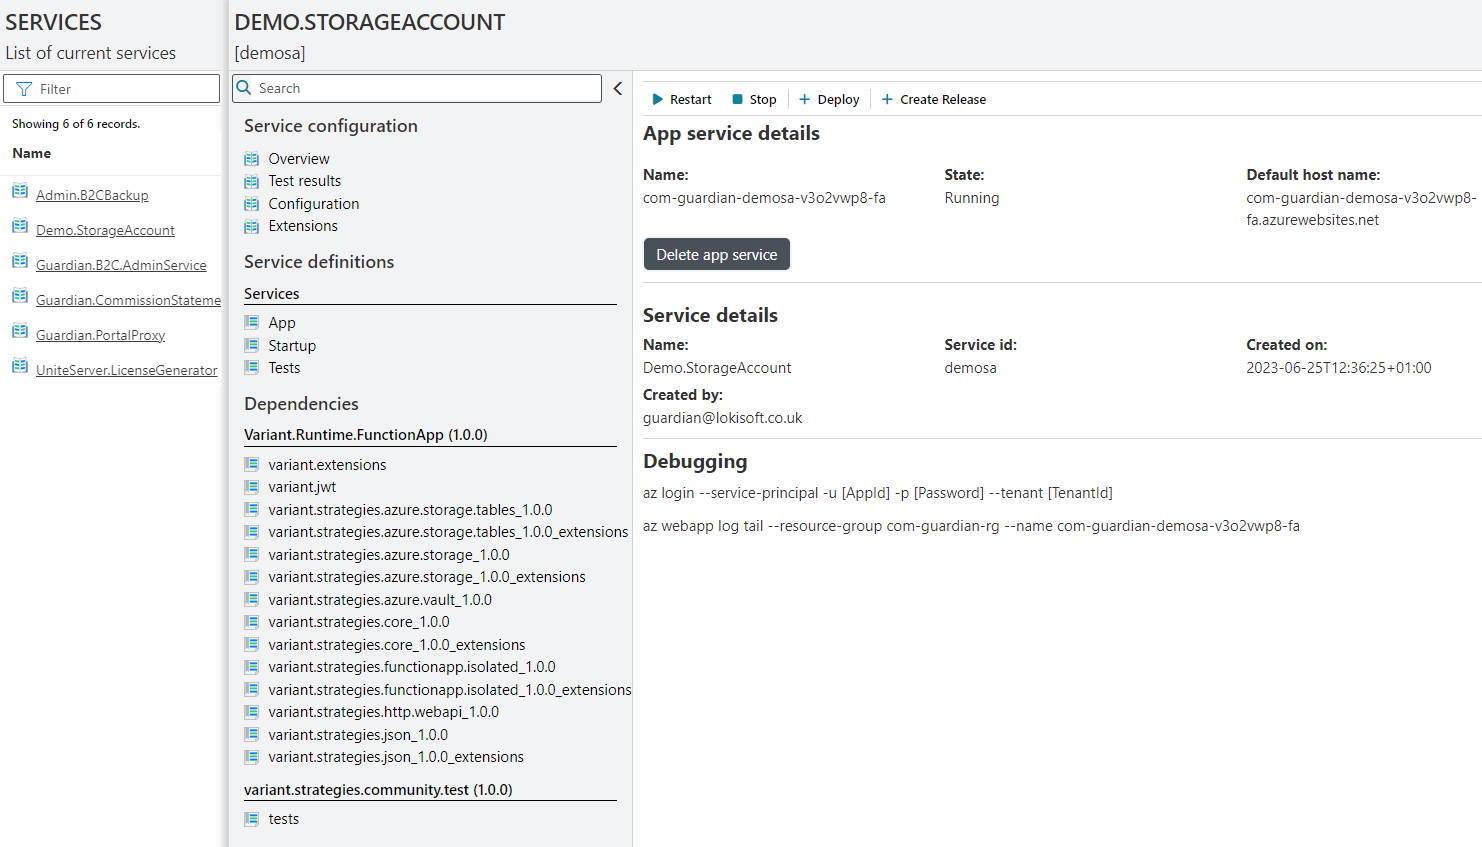 SERVICES
List of current services
Filter
Showing 6 of 6 records.
Name
Admin.B2CBackup
Demo.StorageAccount
Guardian.B2C.AdminService
Guardian.CommissionStateme
Guardian.PortalProxy
UniteServer.LicenseGenerator
DEMO.STORAGEACCOUNT
[demosa]
Search
Service configuration
Overview
Test results
Configuration
Extensions
Service definitions
Services
App
Startup
Tests
Dependencies
Variant.Runtime.FunctionApp (1.0.0)
variant.extensions
variant.jwt
variant.strategies.azure.storage.tables_1.0.0
variant.strategies.azure.storage.tables_1.0.0_extensions
variant.strategies.azure.storage_1.0.0
variant.strategies.azure.storage_1.0.0_extensions
variant.strategies.azure.vault_1.0.0
variant.strategies.core_1.0.0
variant.strategies.core_1.0.0_extensions
variant.strategies.functionapp.isolated_1.0.0
variant.strategies.functionapp.isolated_1.0.0_extensions
variant.strategies.http.webapi_1.0.0
variant.strategies.json_1.0.0
variant.strategies.json_1.0.0_extensions
variant.strategies.community.test (1.0.0)
tests
Restart Stop Deploy Create Release
App service details
Name: State: Default host name:
com-guardian-demosa-v3o2vwp8-fa Running com-guardian-demosa-v3o2vwp8-
fa.azurewebsites.net
Delete app service
Service details
Name: Service id: Created on:
Demo.StorageAccount demosa 2023-06-25T12:36:25+01:00
Created by:
guardian@lokisoft.co.uk
Debugging
az login --service-principal -u [AppId] -p [Password] --tenant [TenantId]
az webapp log tail --resource-group com-guardian-rg --name com-guardian-demosa-v3o2vwp8-fa